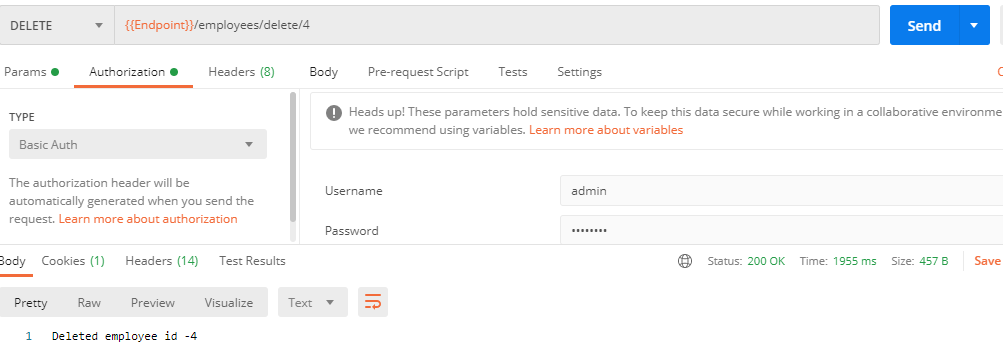 DELETE {{Endpoint}}/employees/delete/4 Send
Params Authorization Headers (8) Body Pre-request Script Tests Settings
TYPE
Basic Auth
The authorization header will be
automatically generated when you send the
request. Learn more about authorization
Heads up! These parameters hold sensitive data. To keep this data secure while working in a collaborative environme
we recommend using variables. Learn more about variables
Username admin
Password ••••••••
Body Cookies (1) Headers (14) Test Results Status: 200 OK Time: 1955 ms Size: 457 B Save
Pretty Raw Preview Visualize Text
1 Deleted employee id -4